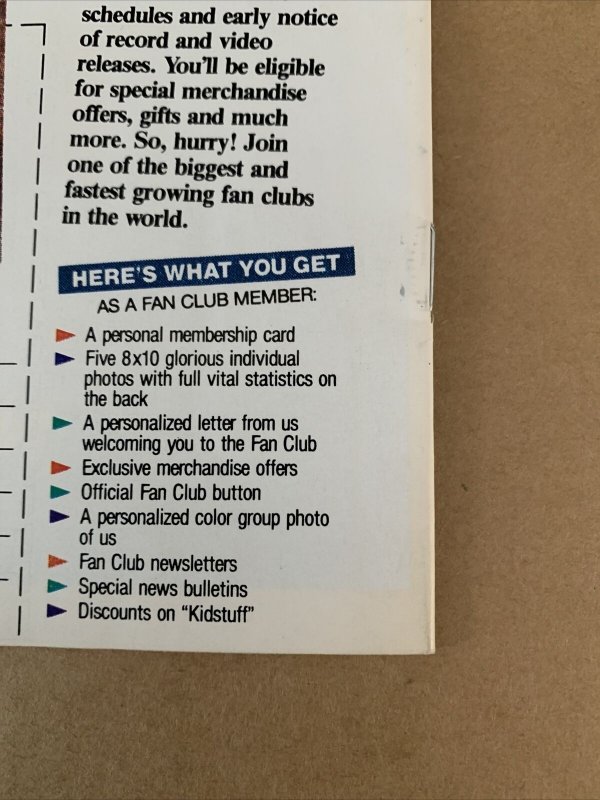 schedules and early notice
of record and video
releases. You'll be eligible
for special merchandise
offers, gifts and much
more. So, hurry! Join
one of the biggest and
fastest growing fan clubs
in the world.
HERE'S WHAT YOU GET
AS A FAN CLUB MEMBER:
A personal membership card
Five 8x10 glorious individual
photos with full vital statistics on
the back
A personalized letter from us
welcoming you to the Fan Club
Exclusive merchandise offers
Official Fan Club button
A personalized color group photo
of us
Fan Club newsletters
Special news bulletins
Discounts on "Kidstuff"